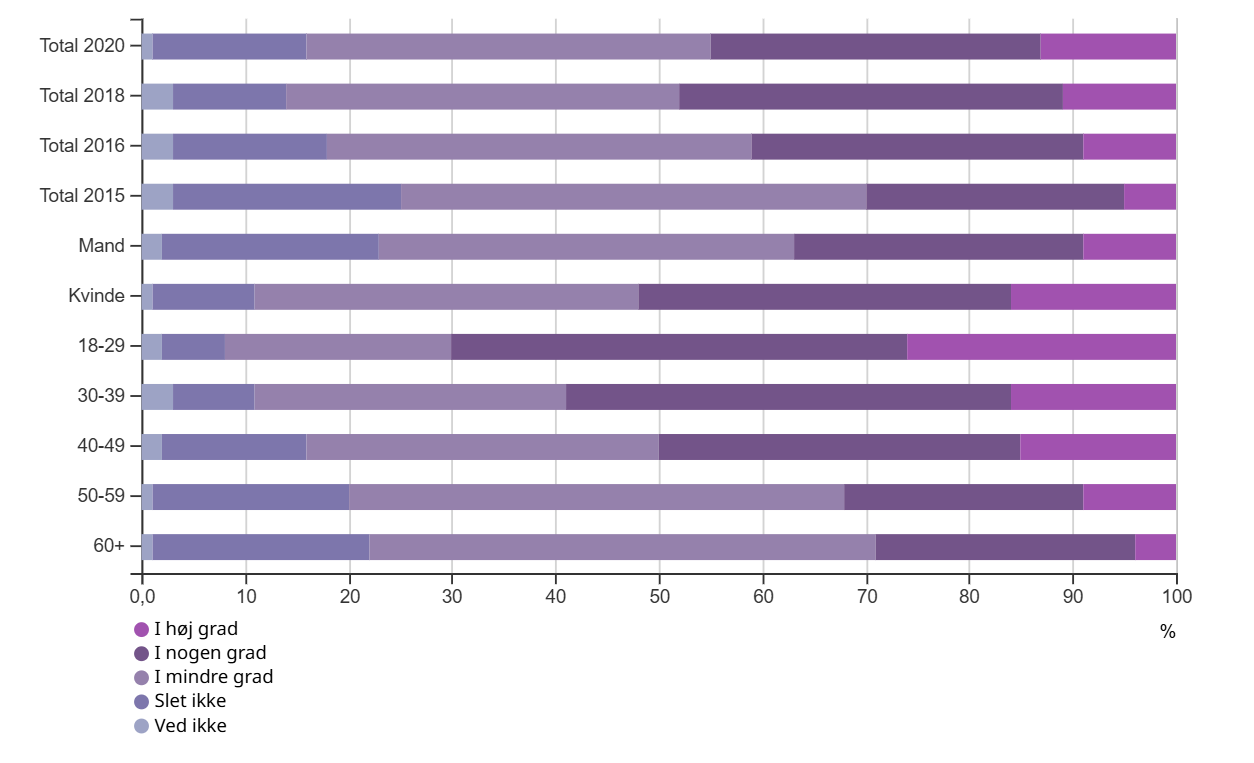 Total 2020
Total 2018
Total 2016
Total 2015
Mand
Kvinde
18-29
30-39
40-49
50-59
60+
0,0 10 20 30 40 50 60 70 80 90 100
%
I høj grad
I nogen grad
I mindre grad
Slet ikke
Ved ikke